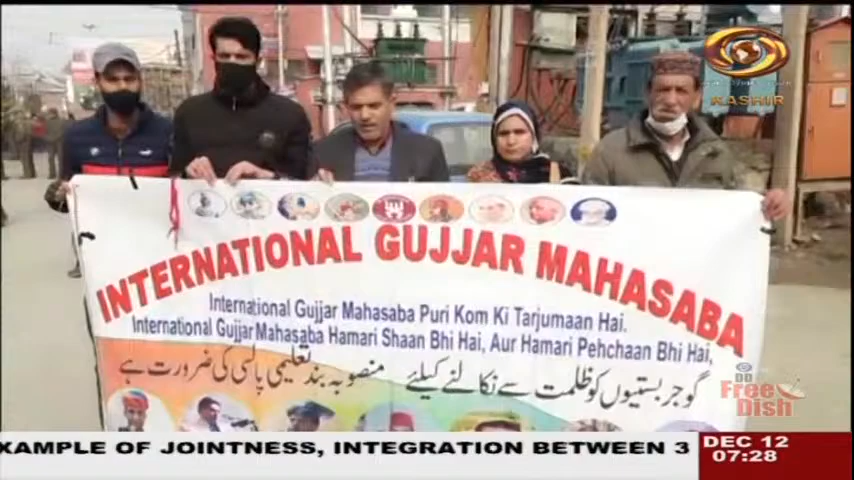 KASHIR
INTERNATIONAL GUJJAR MAHASABA
International Gujjar Mahasaba Puri Kom Ki Tarjumaan Hai.
International Gujjar Mahasaba Hamari Shaan Bhi Hai, Aur Hamari Pehchaan Bhi Hai,
گوجر بستیوں کو ظلمت سے نکالنے کیلئے منصوبہ بند تعلیمی پالسی کی ضرورت ہے
DD
Free
Dish
XAMPLE OF JOINTNESS, INTEGRATION BETWEEN 3
DEC 12
07:28